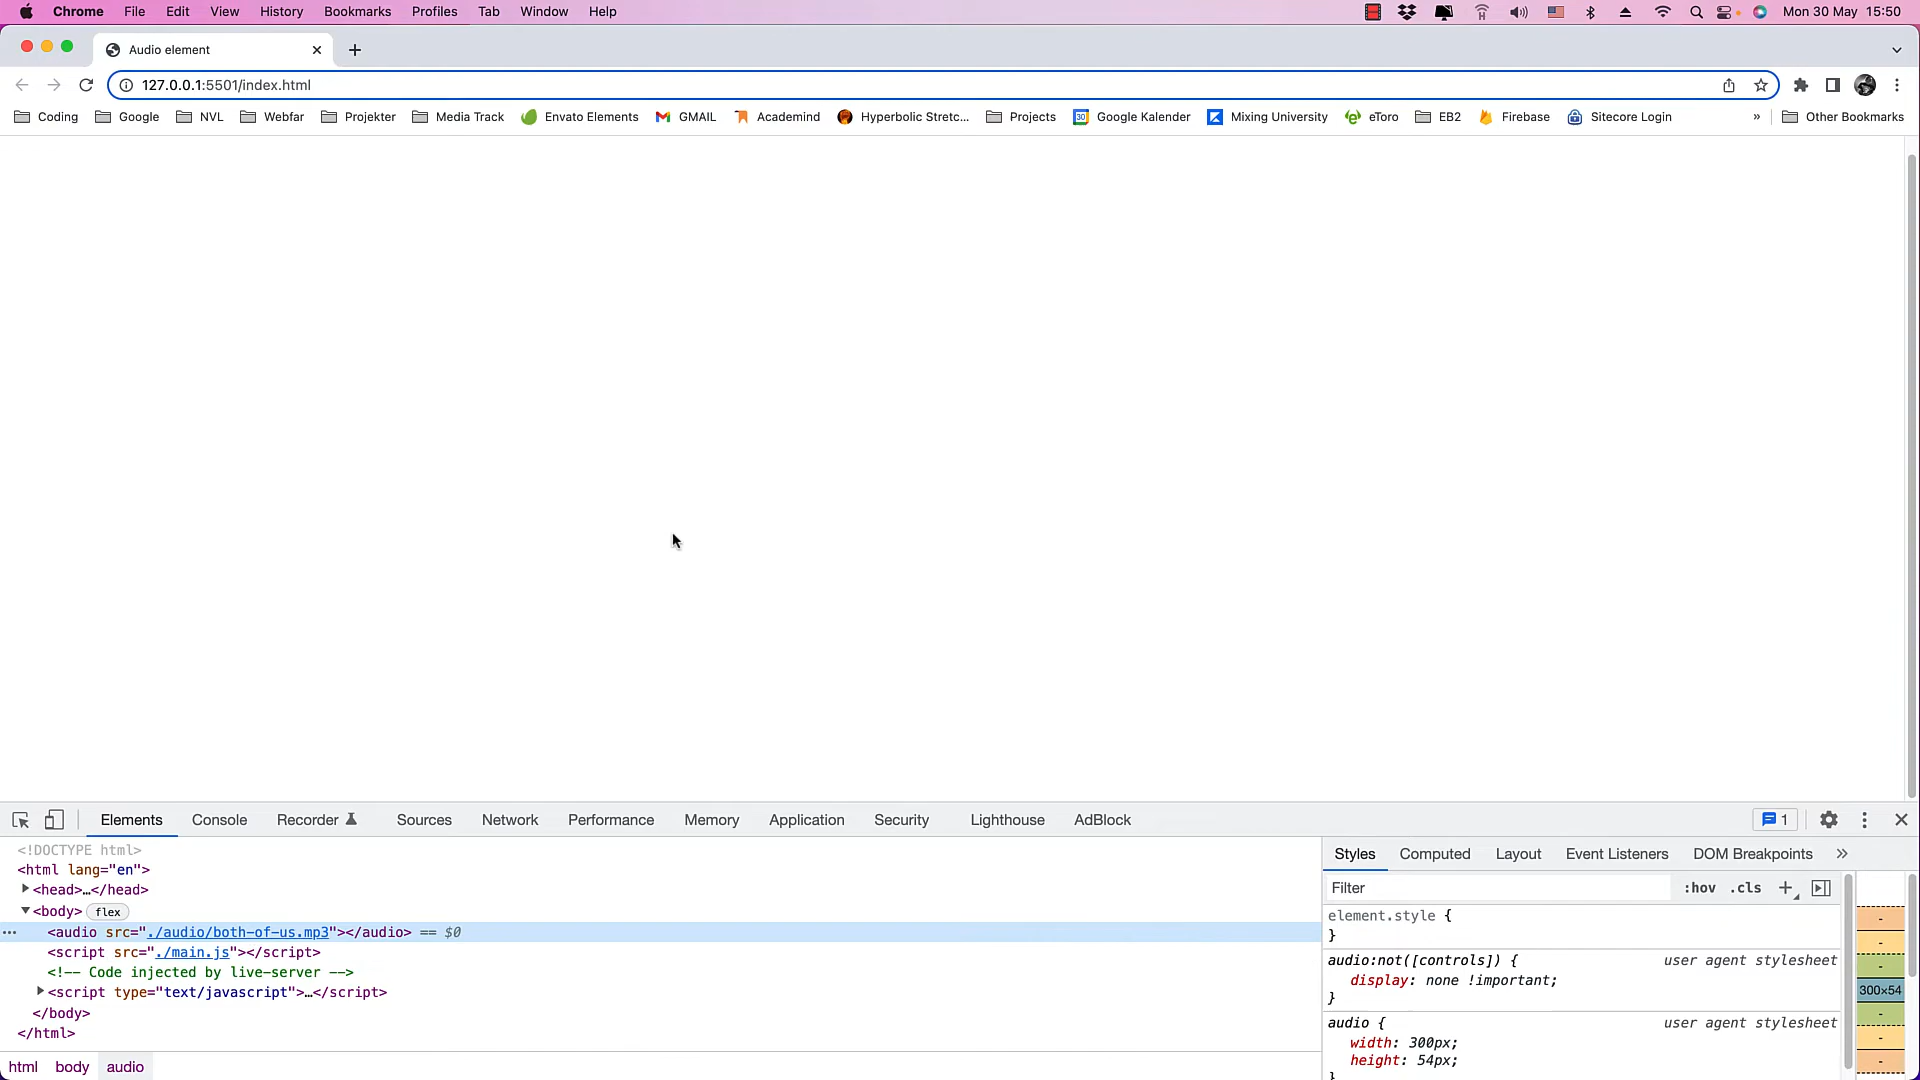 Chrome File Edit View History Bookmarks Profiles Tab Window Help Mon 30 May 15:50
Audio element
127.0.0.1:5501/index.html
Coding Google NVL Webfar Projekter Media Track Envato Elements GMAIL Academind Hyperbolic Stretc... Projects 30 Google Kalender Mixing University eToro EB2 Firebase Sitecore Login » Other Bookmarks
Elements Console Recorder Sources Network Performance Memory Application Security Lighthouse AdBlock 1
<!DOCTYPE html>
<html lang="en">
<head>…</head>
<body> flex
<audio src="./audio/both-of-us.mp3"></audio> == $0
<script src="./main.js"></script>
<!-- Code injected by live-server -->
<script type="text/javascript">…</script>
</body>
</html>
html body audio
Styles Computed Layout Event Listeners DOM Breakpoints »
Filter :hov .cls +
element.style {
}
audio:not([controls]) { user agent stylesheet
display: none !important;
}
audio { user agent stylesheet
width: 300px;
height: 54px;
}
-
-
-
300×54
-
-
-